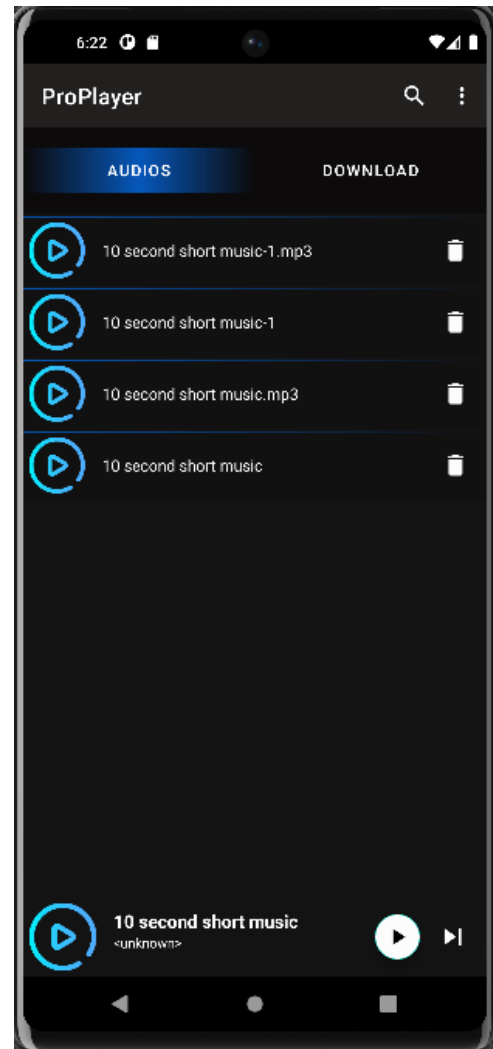 6:22
ProPlayer
AUDIOS DOWNLOAD
10 second short music-1.mp3
10 second short music-1
10 second short music.mp3
10 second short music
10 second short music
<unknown>